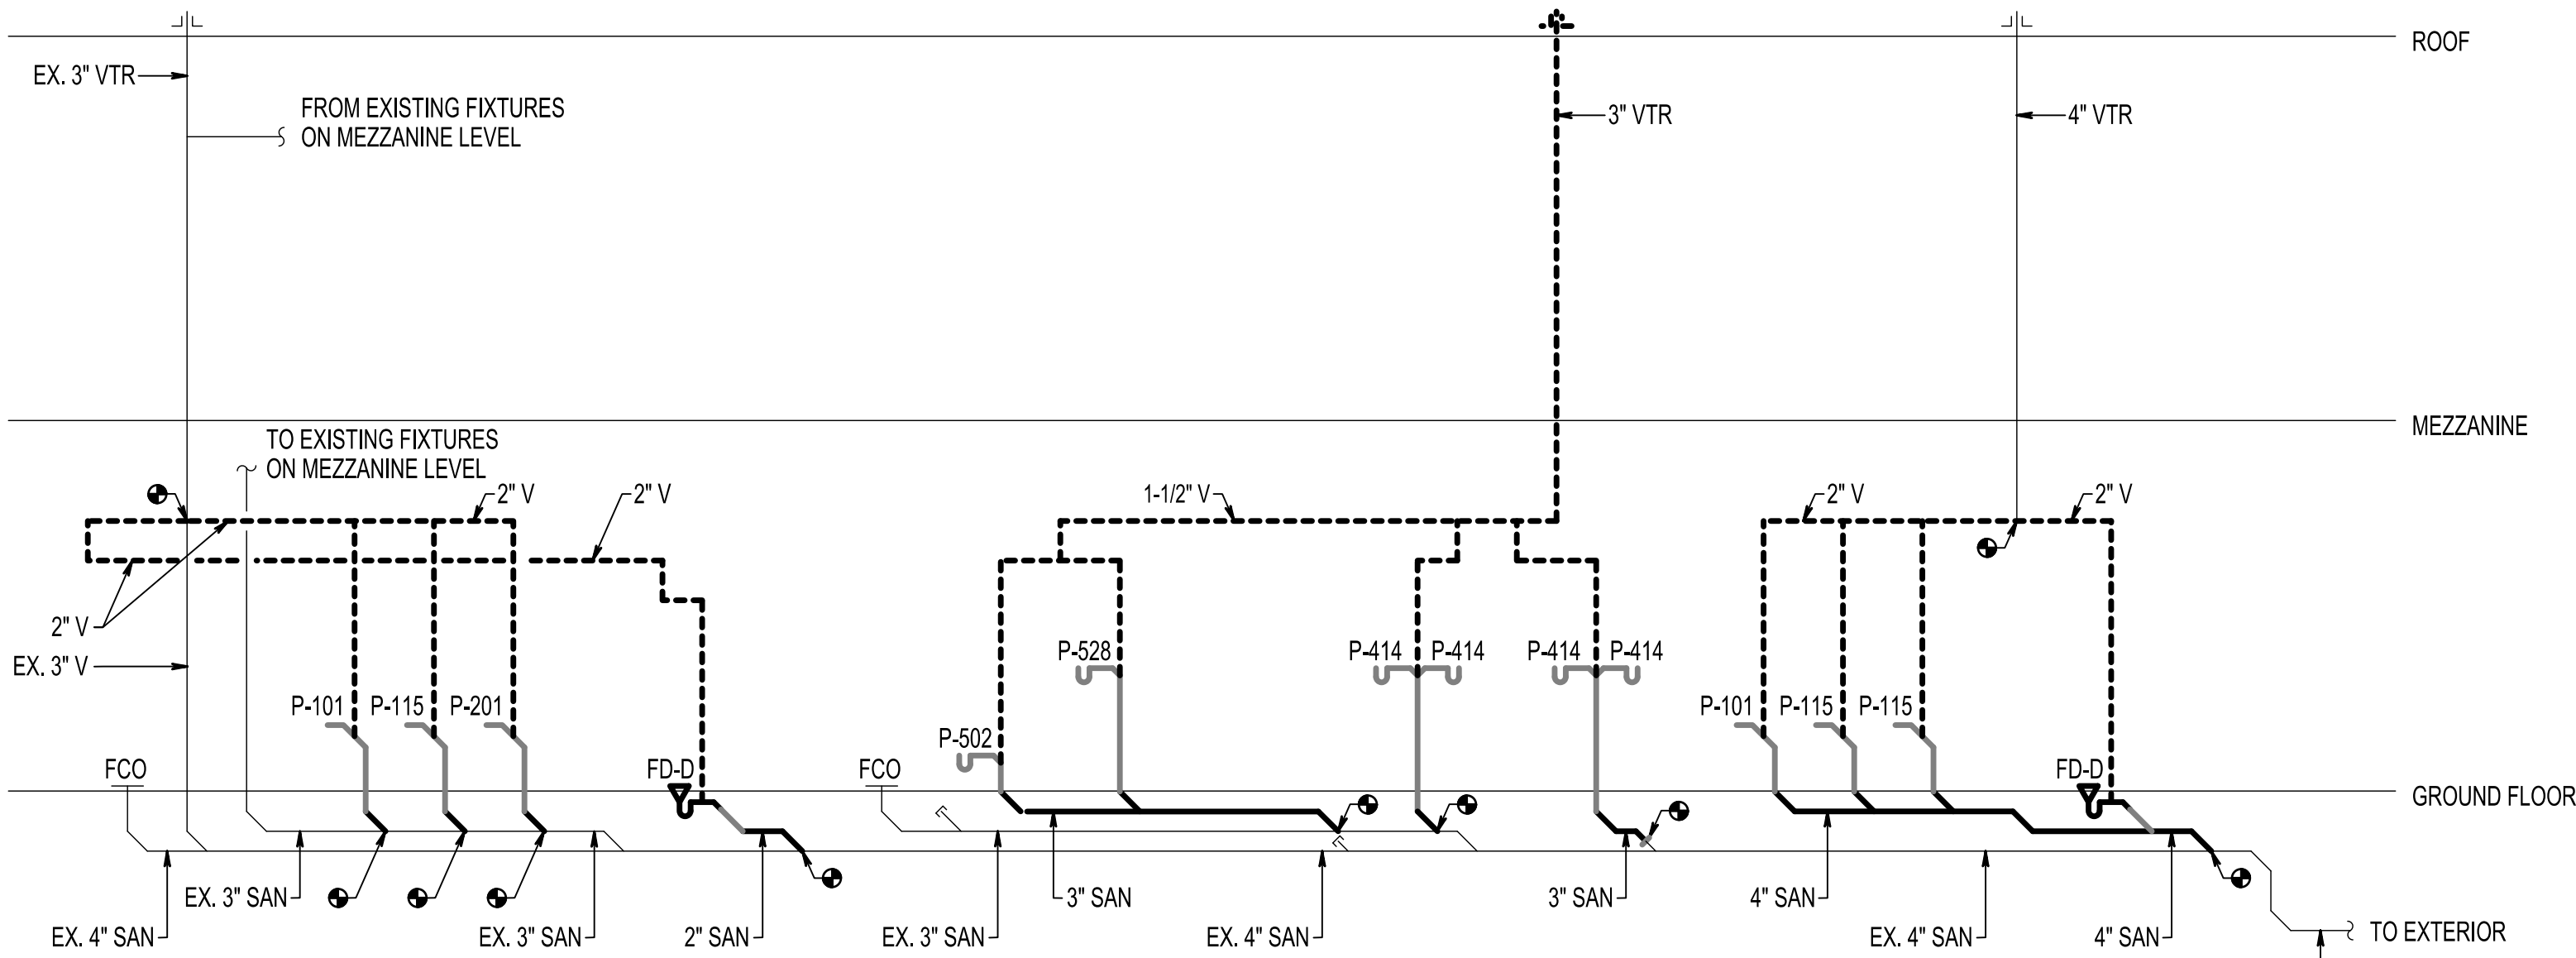 ROOF
EX. 3" VTR
FROM EXISTING FIXTURES
ON MEZZANINE LEVEL
3" VTR
4" VTR
MEZZANINE
TO EXISTING FIXTURES
ON MEZZANINE LEVEL
2" V
2" V
1-1/2" V
2" V
2" V
2" V
EX. 3" V
P-528
P-414
P-414
P-414
P-414
P-101
P-115
P-201
P-502
P-101
P-115
P-115
FCO
FD-D
FCO
FD-D
GROUND FLOOR
EX. 3" SAN
3" SAN
3" SAN
4" SAN
EX. 4" SAN
EX. 3" SAN
2" SAN
EX. 3" SAN
EX. 4" SAN
EX. 4" SAN
4" SAN
TO EXTERIOR